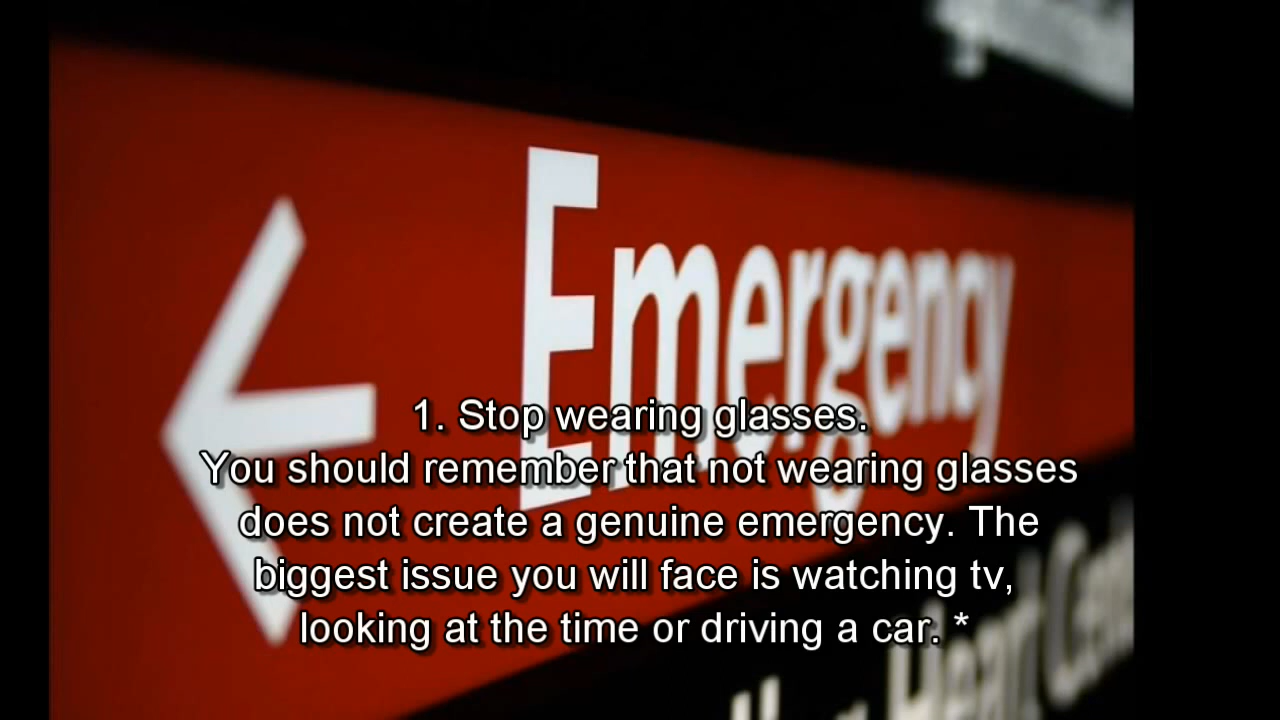 Emergency
1. Stop wearing glasses.
You should remember that not wearing glasses
does not create a genuine emergency. The
biggest issue you will face is watching tv,
looking at the time or driving a car. *
Heart